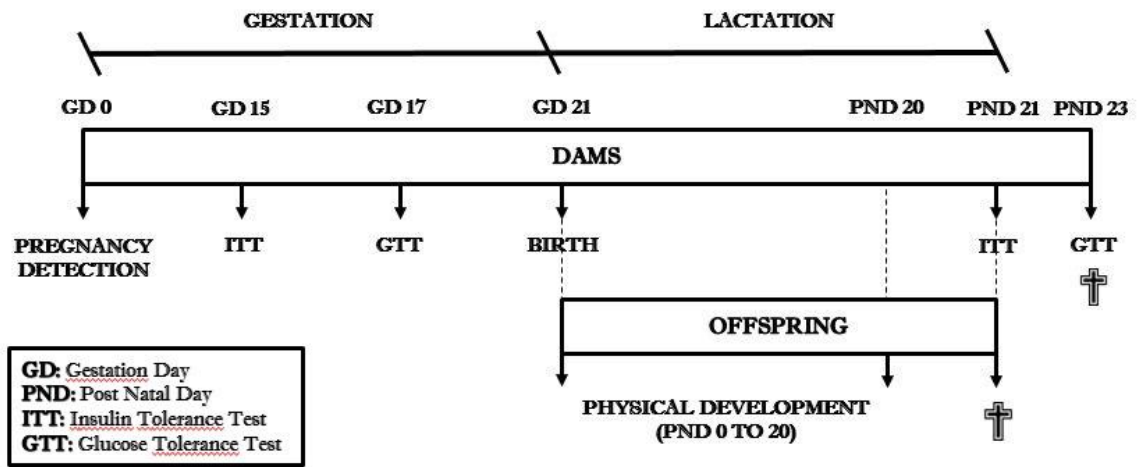 GESTATION LACTATION
GD 0 GD 15 GD 17 GD 21 PND 20 PND 21 PND 23
DAMS
PREGNANCY DETECTION
ITT GTT BIRTH ITT GTT
OFFSPRING
PHYSICAL DEVELOPMENT
(PND 0 TO 20)
GD: Gestation Day
PND: Post Natal Day
ITT: Insulin Tolerance Test
GTT: Glucose Tolerance Test